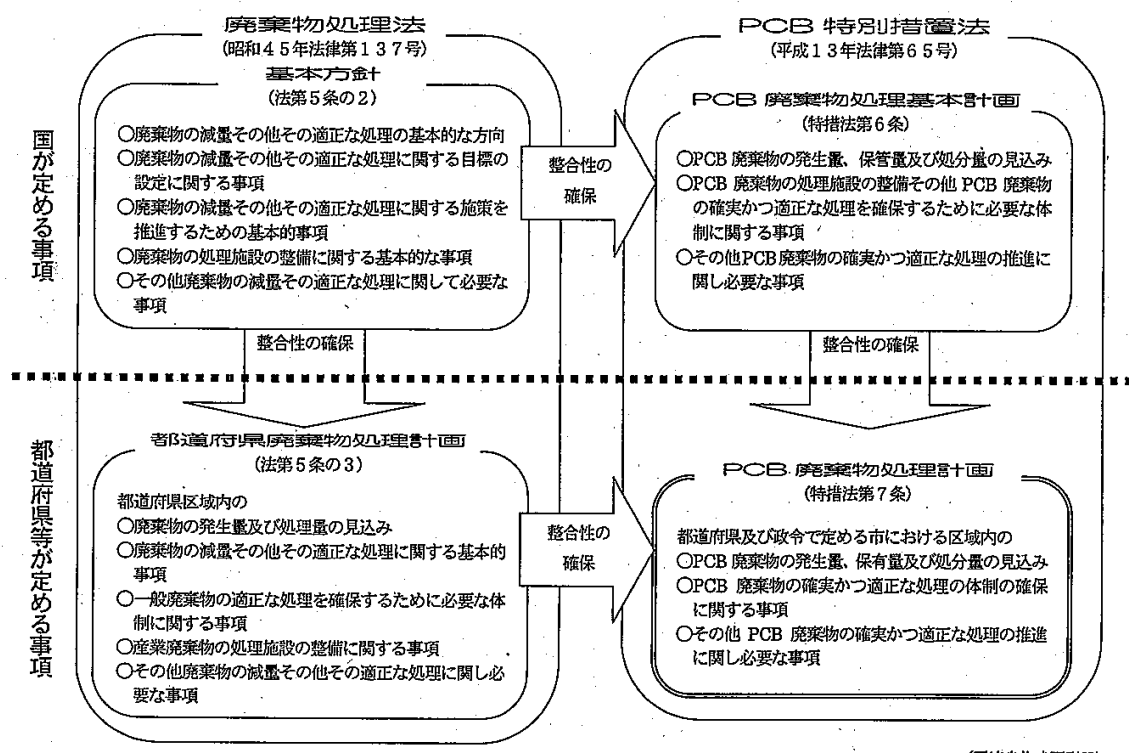 廃棄物処理法
(昭和45年法律第137号)
基本方針
(法第5条の2)
国が定める事項
○廃棄物の減量その他その適正な処理の基本的な方向
○廃棄物の減量その他その適正な処理に関する目標の
設定に関する事項
○廃棄物の減量その他その適正な処理に関する施策を
推進するための基本的事項
○廃棄物の処理施設の整備に関する基本的な事項
○その他廃棄物の減量その適正な処理に関して必要な
事項
整合性の
確保
PCB 特別措置法
(平成13年法律第65号)
PCB 廃棄物処理基本計画
(特措法第6条)
○PCB 廃棄物の発生量、保管量及び処分量の見込み
○PCB 廃棄物の処理施設の整備その他 PCB 廃棄物
の確実かつ適正な処理を確保するために必要な体
制に関する事項
○その他PCB廃棄物の確実かつ適正な処理の推進に
関し必要な事項
整合性の確保
整合性の確保
都道府県等が定める事項
都道府県廃棄物処理計画
(法第5条の3)
都道府県区域内の
○廃棄物の発生量及び処理量の見込み
○廃棄物の減量その他その適正な処理に関する基本的
事項
○一般廃棄物の適正な処理を確保するために必要な体
制に関する事項
○産業廃棄物の処理施設の整備に関する事項
○その他廃棄物の減量その他その適正な処理に関し必
要な事項
整合性の
確保
PCB 廃棄物処理計画
(特措法第7条)
都道府県及び政令で定める市における区域内の
○PCB 廃棄物の発生量、保有量及び処分量の見込み
○PCB 廃棄物の確実かつ適正な処理の体制の確保
に関する事項
○その他 PCB 廃棄物の確実かつ適正な処理の推進
に関し必要な事項